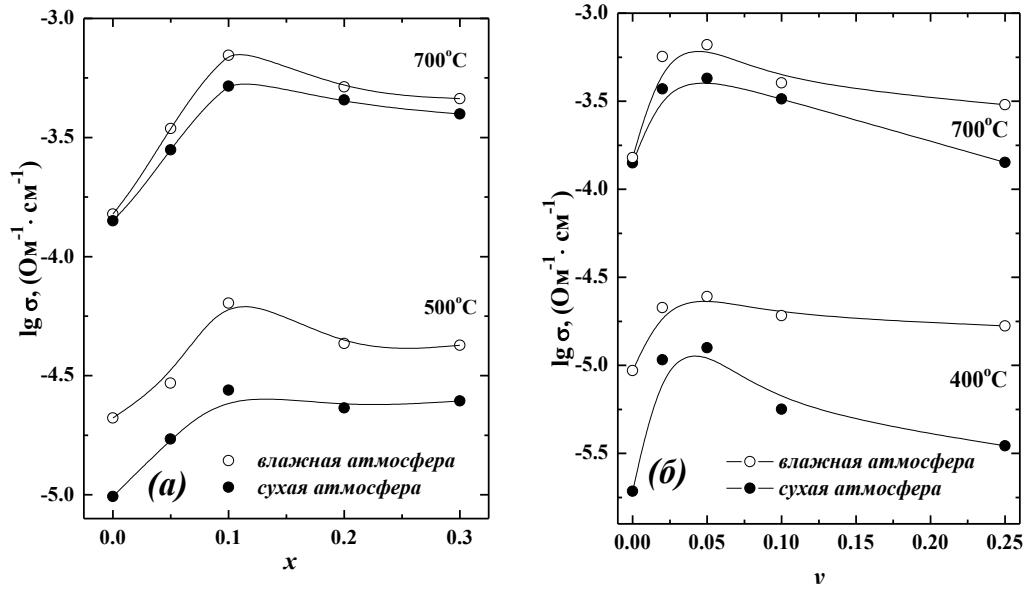 -3.0
-3.5
-4.0
-4.5
-5.0
lg σ, (Ом⁻¹· см⁻¹)
700°C
500°C
влажная атмосфера
сухая атмосфера
(а)
0.0 0.1 0.2 0.3
x
-3.0
-3.5
-4.0
-4.5
-5.0
-5.5
lg σ, (Ом⁻¹· см⁻¹)
700°C
400°C
влажная атмосфера
сухая атмосфера
(б)
0.00 0.05 0.10 0.15 0.20 0.25